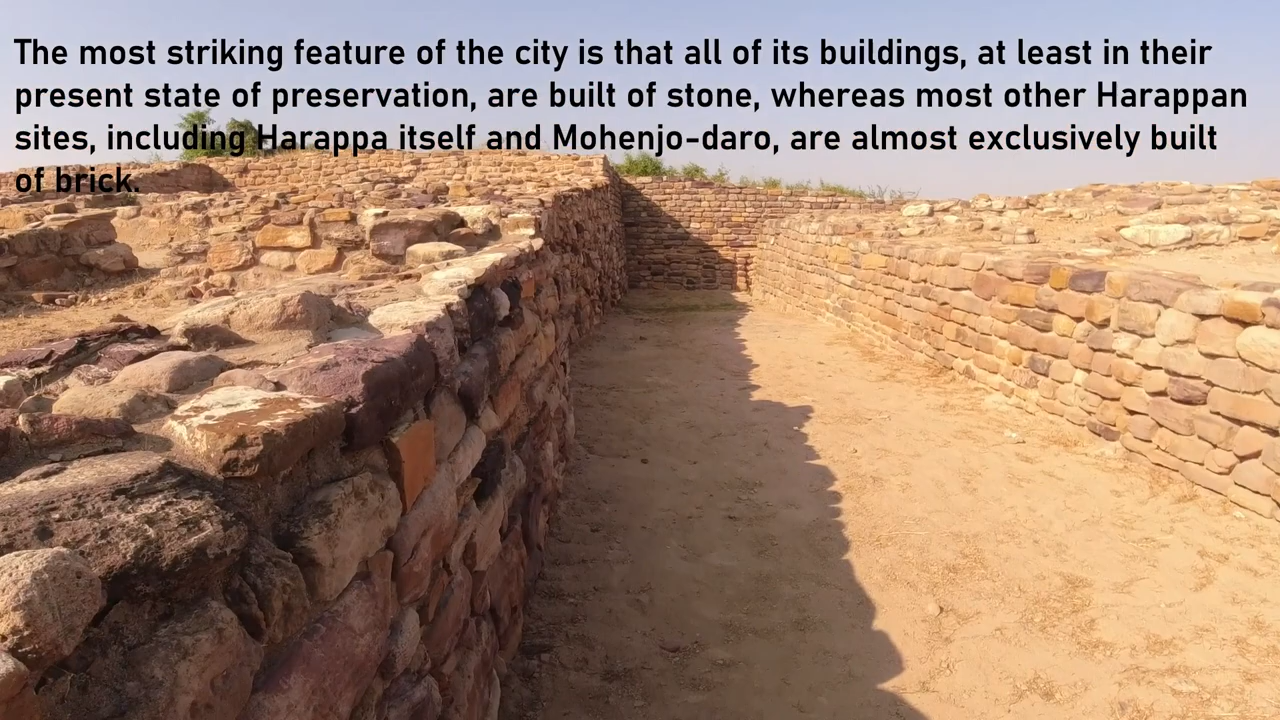 The most striking feature of the city is that all of its buildings, at least in their
present state of preservation, are built of stone, whereas most other Harappan
sites, including Harappa itself and Mohenjo-daro, are almost exclusively built
of brick.